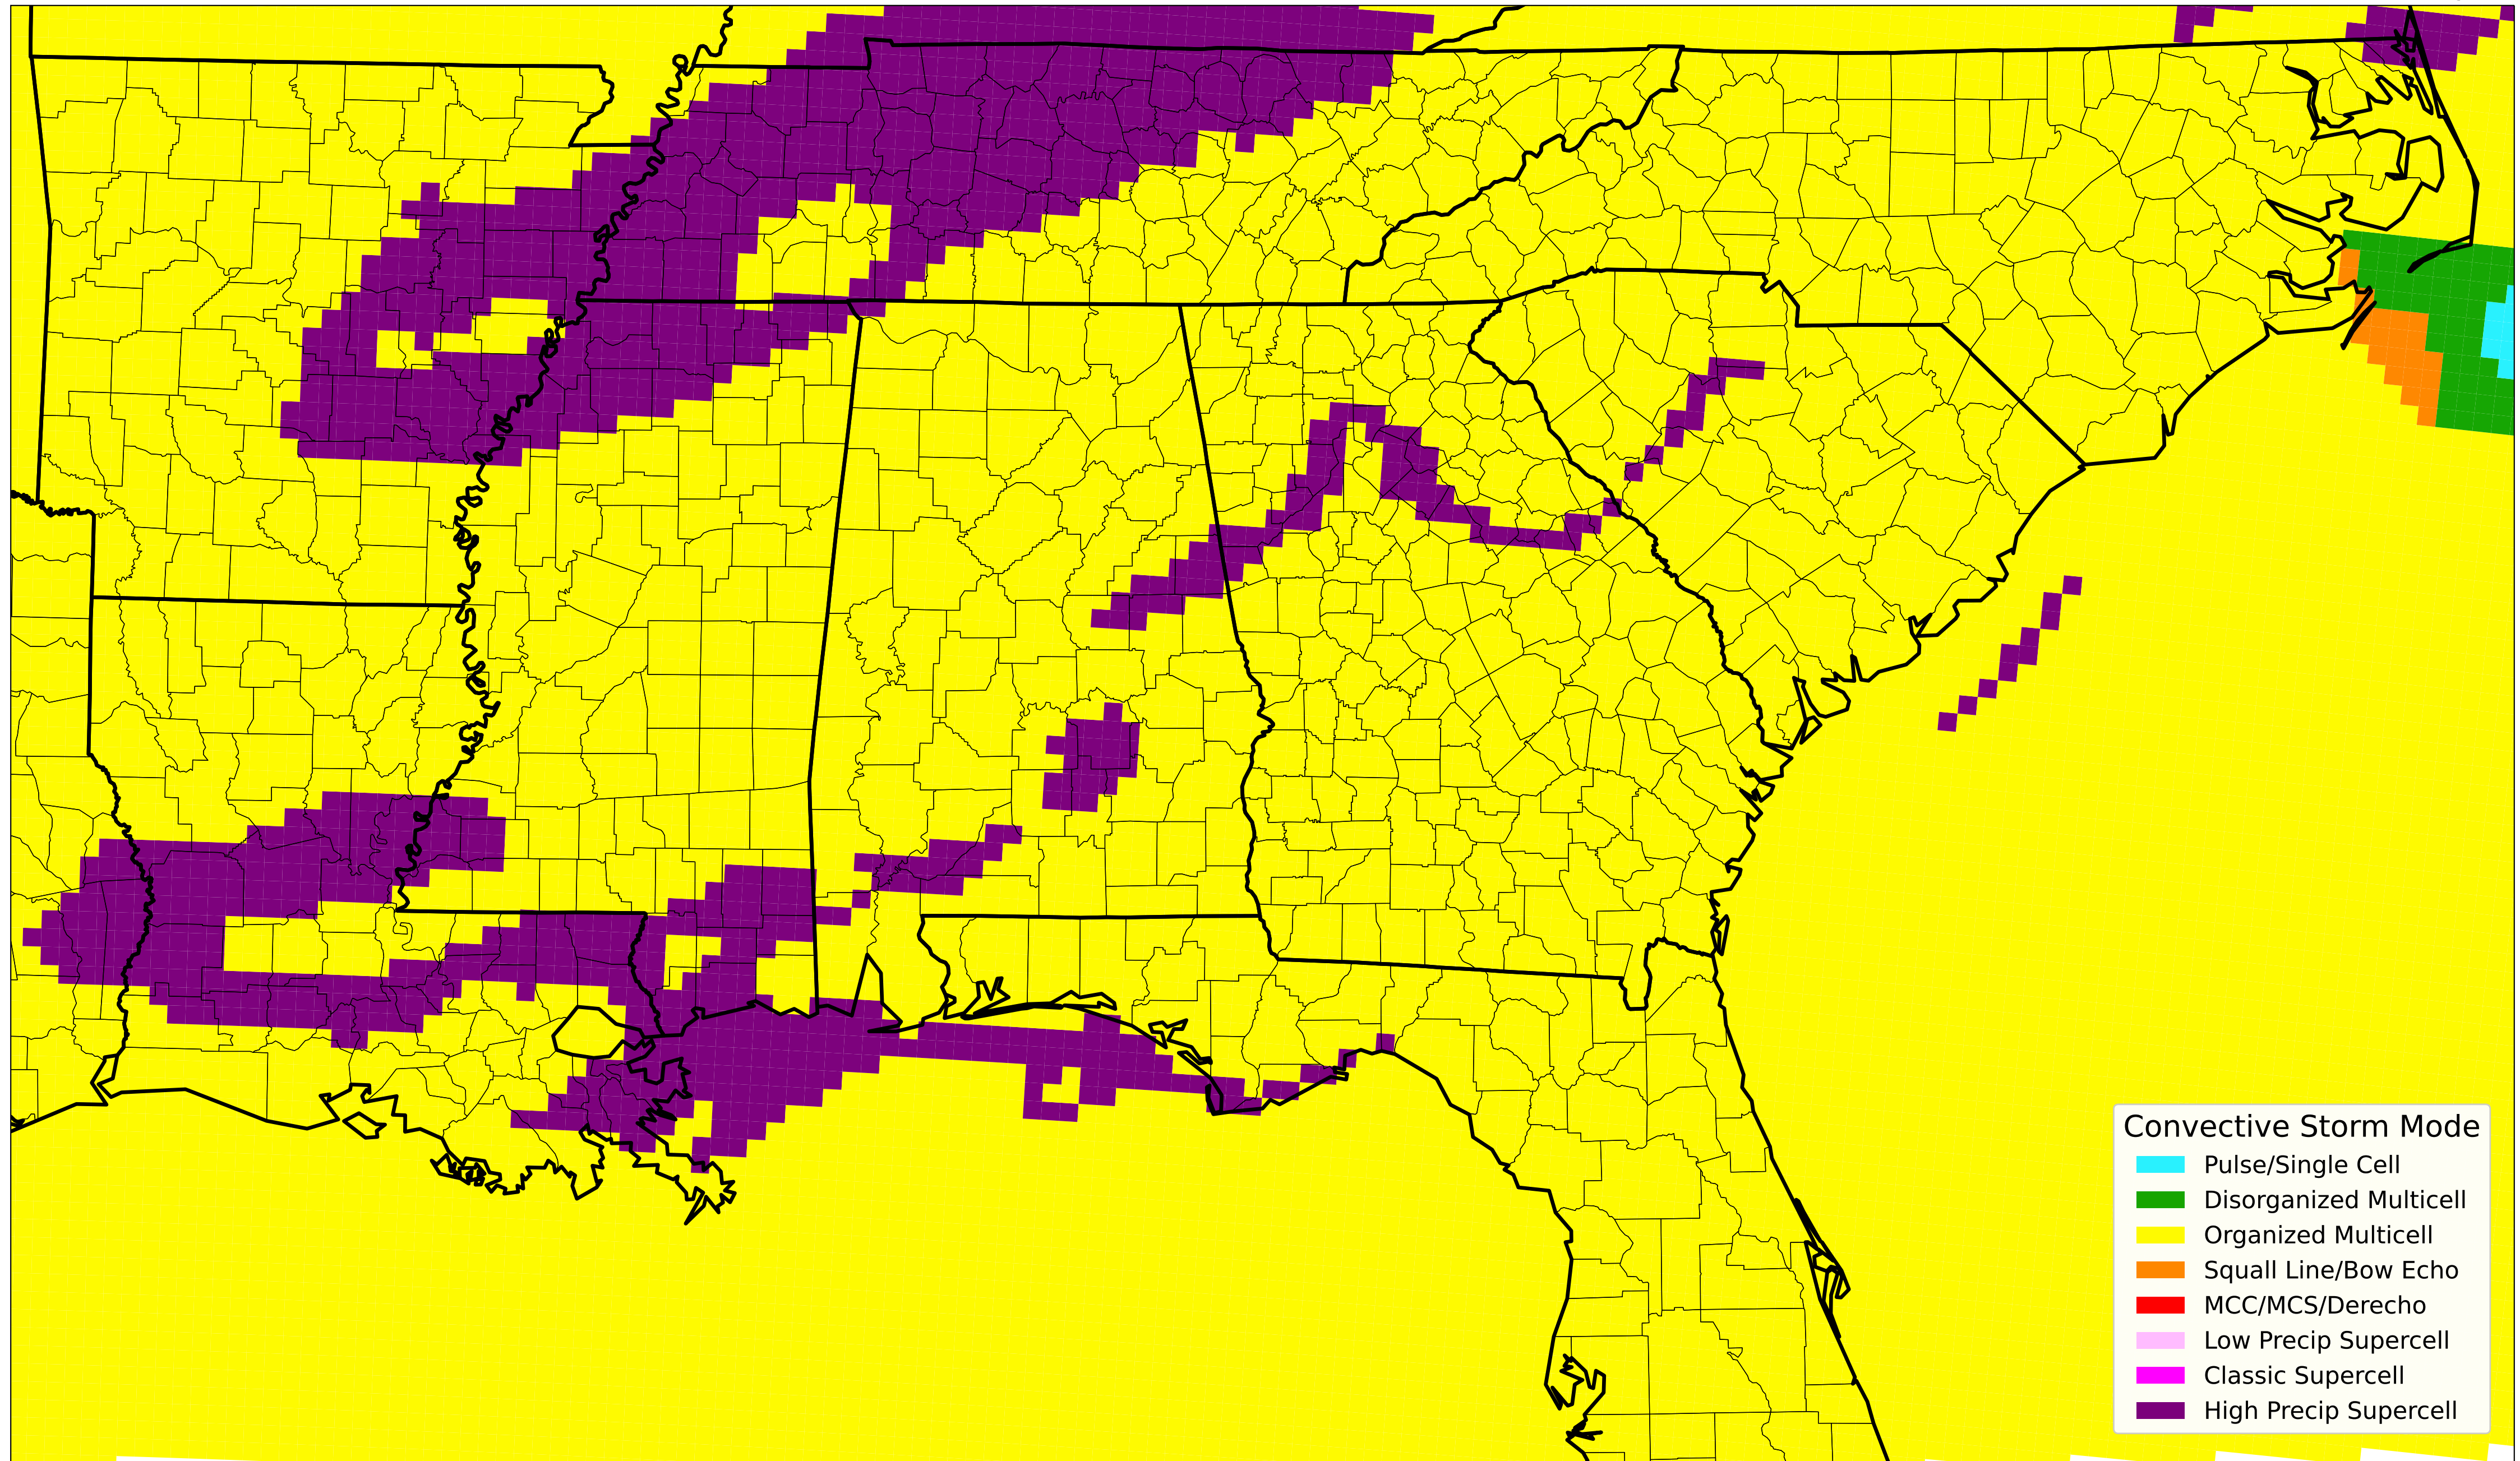 Convective Storm Mode
Pulse/Single Cell
Disorganized Multicell
Organized Multicell
Squall Line/Bow Echo
MCC/MCS/Derecho
Low Precip Supercell
Classic Supercell
High Precip Supercell